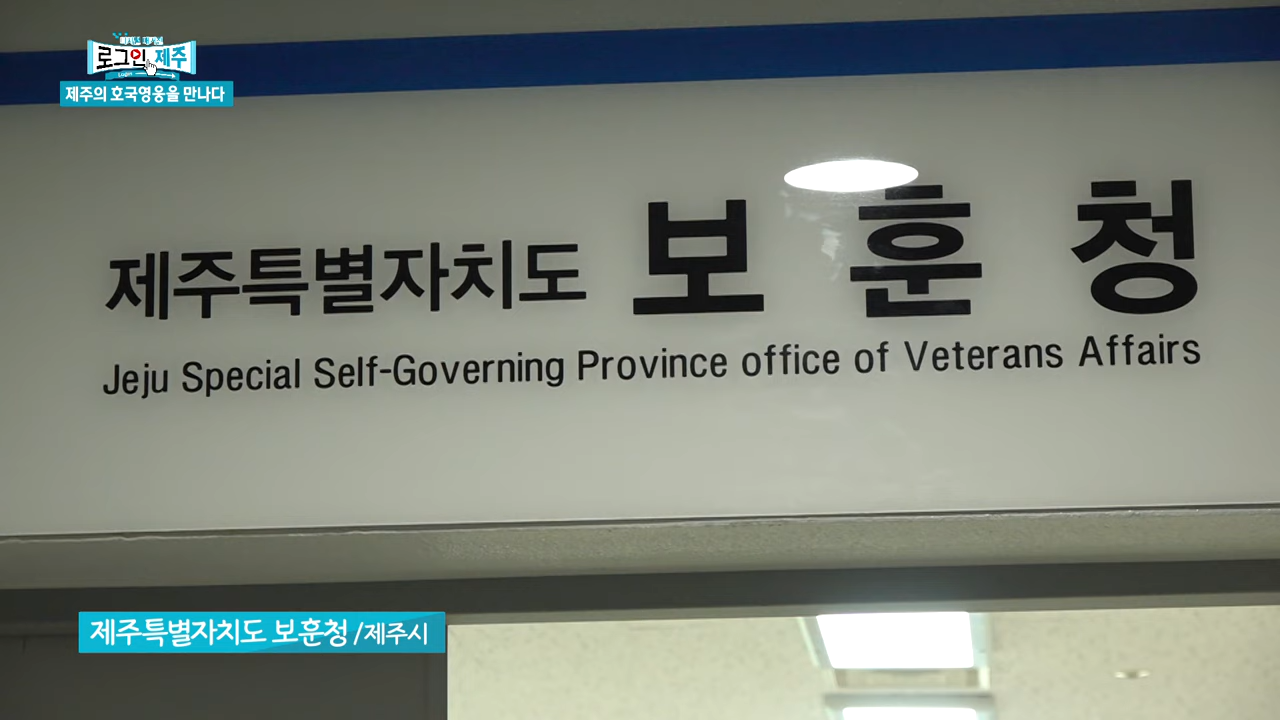 로그인 제주
Login
제주의 호국영웅을 만나다
제주특별자치도 보훈청
Jeju Special Self-Governing Province office of Veterans Affairs
제주특별자치도 보훈청 /제주시